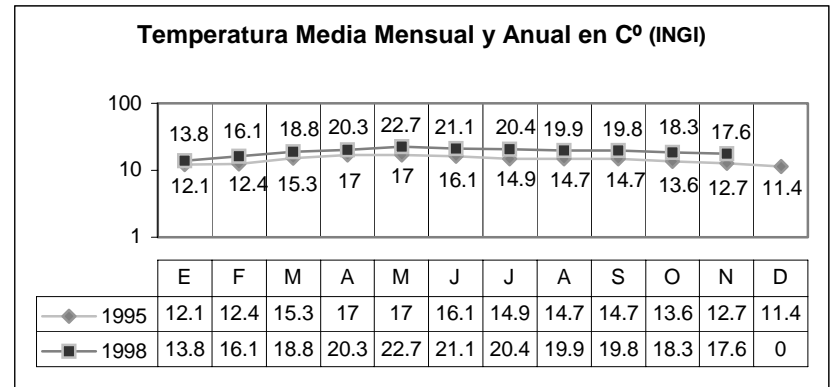 Temperatura Media Mensual y Anual en Cº (INGI)
100
13.8 16.1 18.8 20.3 22.7 21.1 20.4 19.9 19.8 18.3 17.6
10
12.1 12.4 15.3 17 17 16.1 14.9 14.7 14.7 13.6 12.7 11.4
1
E F M A M J J A S O N D
1995 12.1 12.4 15.3 17 17 16.1 14.9 14.7 14.7 13.6 12.7 11.4
1998 13.8 16.1 18.8 20.3 22.7 21.1 20.4 19.9 19.8 18.3 17.6 0